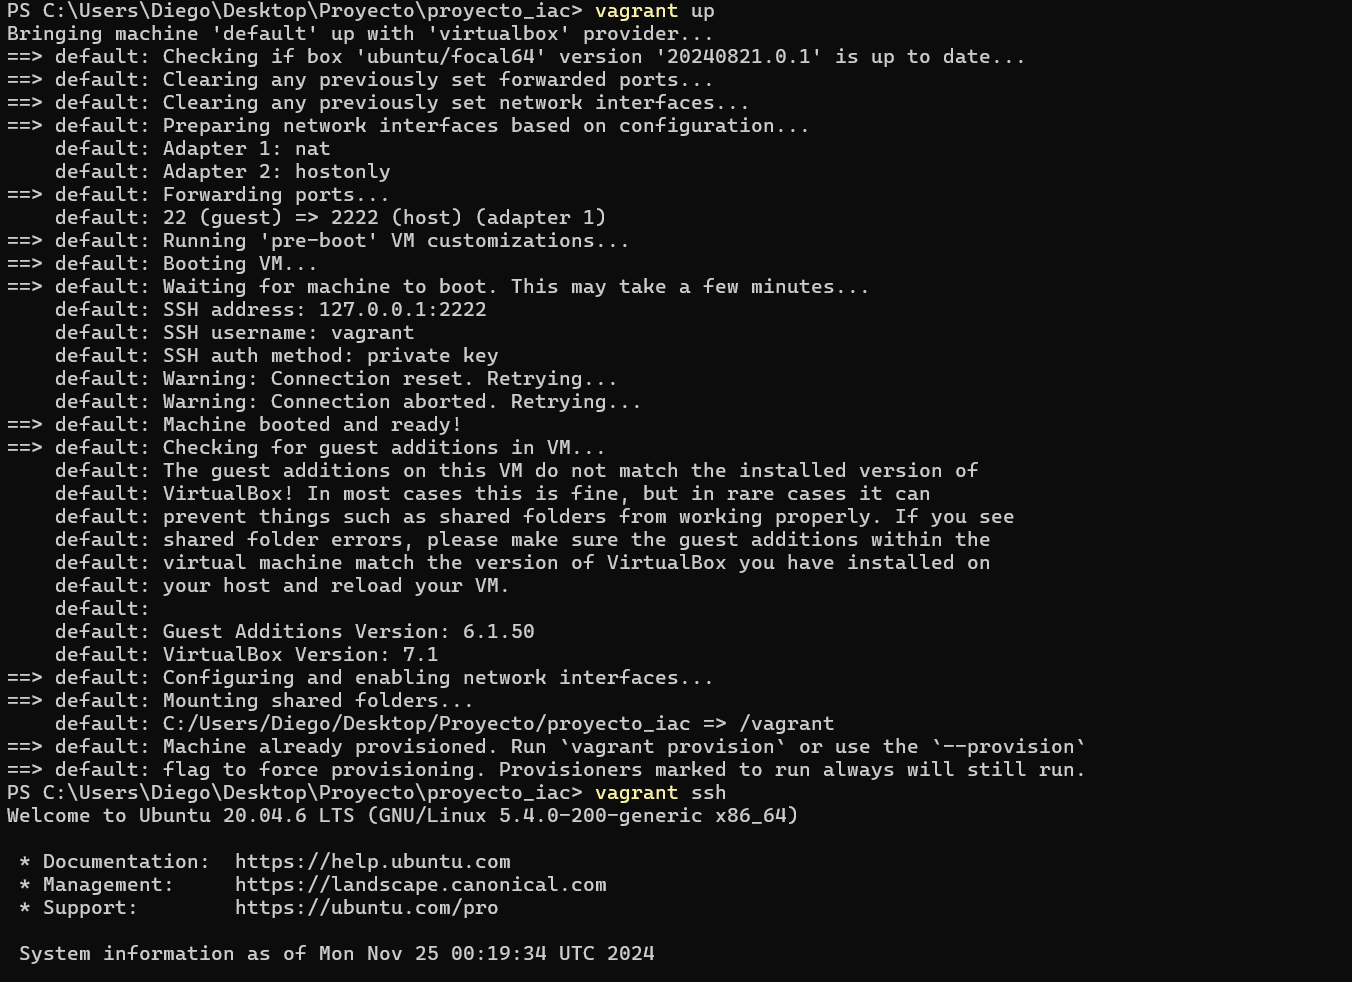 PS C:\Users\Diego\Desktop\Proyecto\proyecto_iac> vagrant up
Bringing machine 'default' up with 'virtualbox' provider...
==> default: Checking if box 'ubuntu/focal64' version '20240821.0.1' is up to date...
==> default: Clearing any previously set forwarded ports...
==> default: Clearing any previously set network interfaces...
==> default: Preparing network interfaces based on configuration...
    default: Adapter 1: nat
    default: Adapter 2: hostonly
==> default: Forwarding ports...
    default: 22 (guest) => 2222 (host) (adapter 1)
==> default: Running 'pre-boot' VM customizations...
==> default: Booting VM...
==> default: Waiting for machine to boot. This may take a few minutes...
    default: SSH address: 127.0.0.1:2222
    default: SSH username: vagrant
    default: SSH auth method: private key
    default: Warning: Connection reset. Retrying...
    default: Warning: Connection aborted. Retrying...
==> default: Machine booted and ready!
==> default: Checking for guest additions in VM...
    default: The guest additions on this VM do not match the installed version of
    default: VirtualBox! In most cases this is fine, but in rare cases it can
    default: prevent things such as shared folders from working properly. If you see
    default: shared folder errors, please make sure the guest additions within the
    default: virtual machine match the version of VirtualBox you have installed on
    default: your host and reload your VM.
    default:
    default: Guest Additions Version: 6.1.50
    default: VirtualBox Version: 7.1
==> default: Configuring and enabling network interfaces...
==> default: Mounting shared folders...
    default: C:/Users/Diego/Desktop/Proyecto/proyecto_iac => /vagrant
==> default: Machine already provisioned. Run `vagrant provision` or use the `--provision`
==> default: flag to force provisioning. Provisioners marked to run always will still run.
PS C:\Users\Diego\Desktop\Proyecto\proyecto_iac> vagrant ssh
Welcome to Ubuntu 20.04.6 LTS (GNU/Linux 5.4.0-200-generic x86_64)

 * Documentation:  https://help.ubuntu.com
 * Management:     https://landscape.canonical.com
 * Support:        https://ubuntu.com/pro

 System information as of Mon Nov 25 00:19:34 UTC 2024